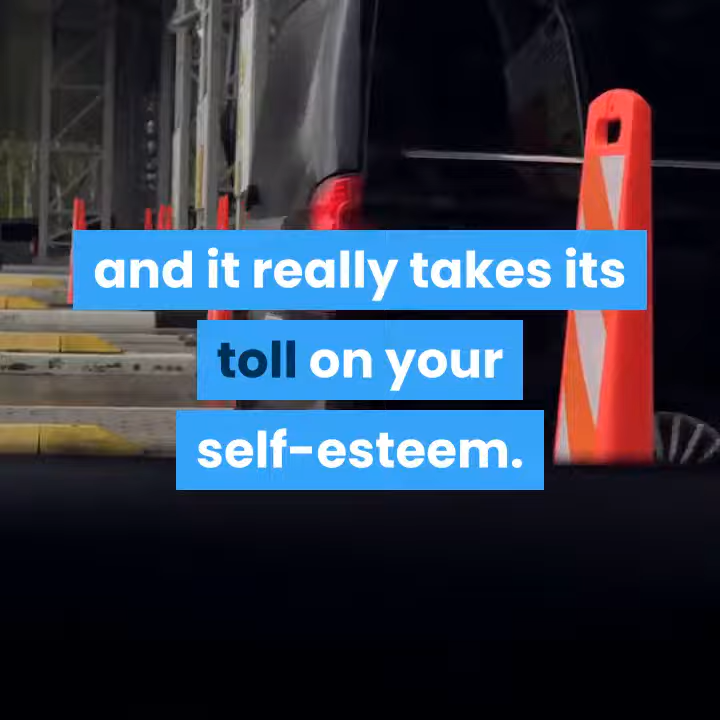 and it really takes its
toll on your
self-esteem.